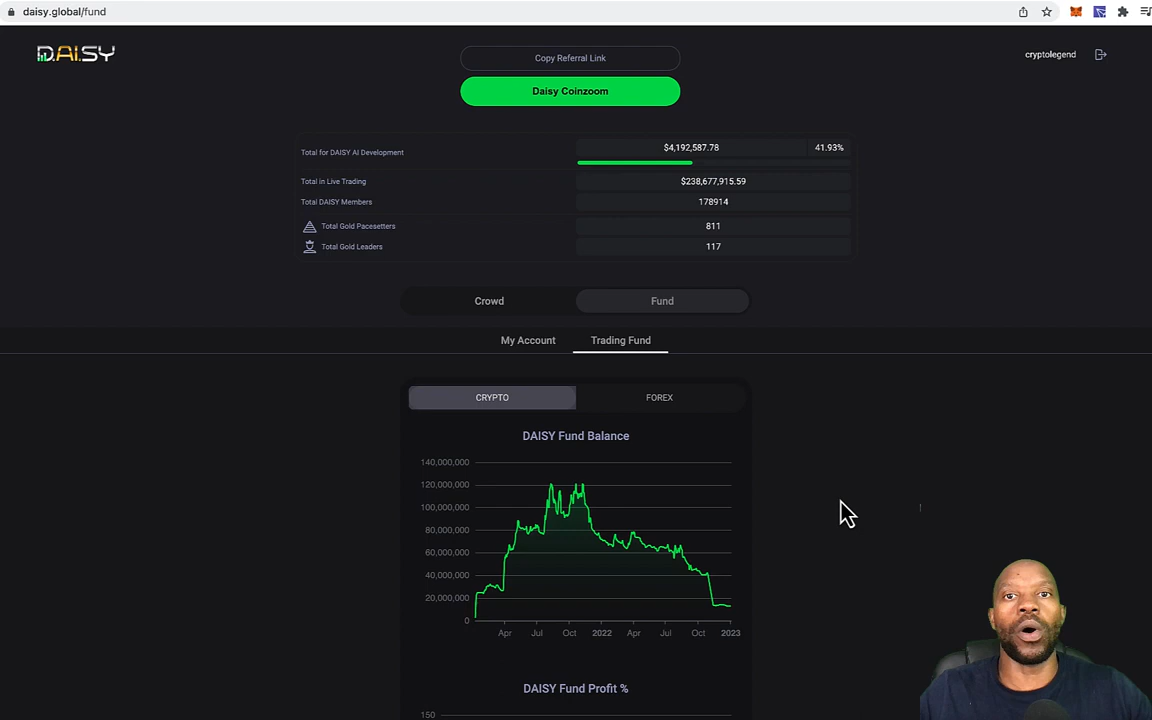 daisy.global/fund
DAISY
Copy Referral Link
cryptolegend
Daisy Coinzoom
Total for DAISY AI Development
$4,192,587.78
41.93%
Total in Live Trading
$238,677,915.59
Total DAISY Members
178914
Total Gold Pacesetters
811
Total Gold Leaders
117
Crowd
Fund
My Account
Trading Fund
CRYPTO
FOREX
DAISY Fund Balance
140,000,000
120,000,000
100,000,000
80,000,000
60,000,000
40,000,000
20,000,000
0
Apr Jul Oct 2022 Apr Jul Oct 2023
DAISY Fund Profit %
150